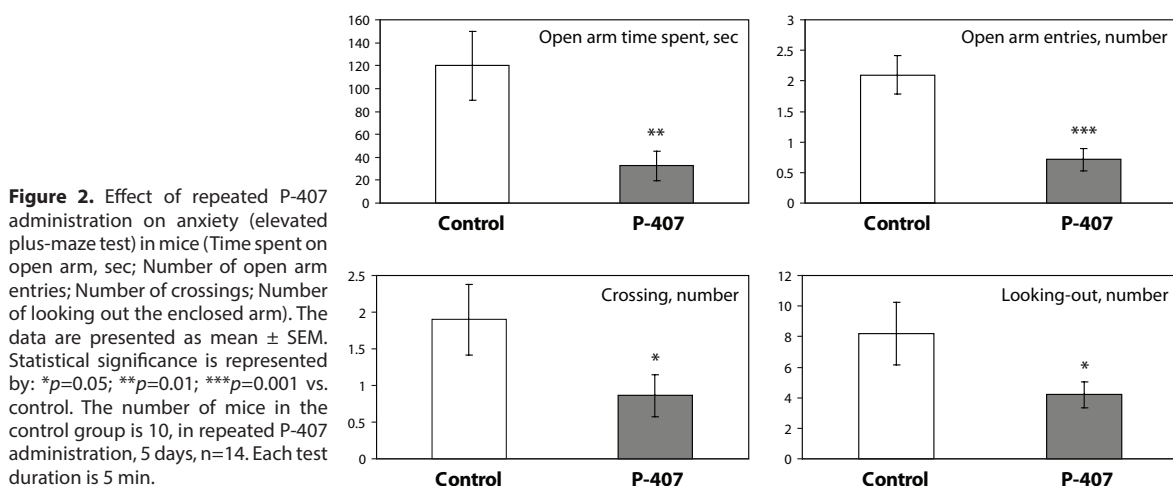 160
140
120
100
80
60
40
20
0
Open arm time spent, sec
**
Control P-407
3
2.5
2
1.5
1
0.5
0
Open arm entries, number
***
Control P-407
2.5
2
1.5
1
0.5
0
Crossing, number
*
Control P-407
12
10
8
6
4
2
0
Looking-out, number
*
Control P-407
Figure 2. Effect of repeated P-407
administration on anxiety (elevated
plus-maze test) in mice (Time spent on
open arm, sec; Number of open arm
entries; Number of crossings; Number
of looking out the enclosed arm). The
data are presented as mean ± SEM.
Statistical significance is represented
by: *p=0.05; **p=0.01; ***p=0.001 vs.
control. The number of mice in the
control group is 10, in repeated P-407
administration, 5 days, n=14. Each test
duration is 5 min.